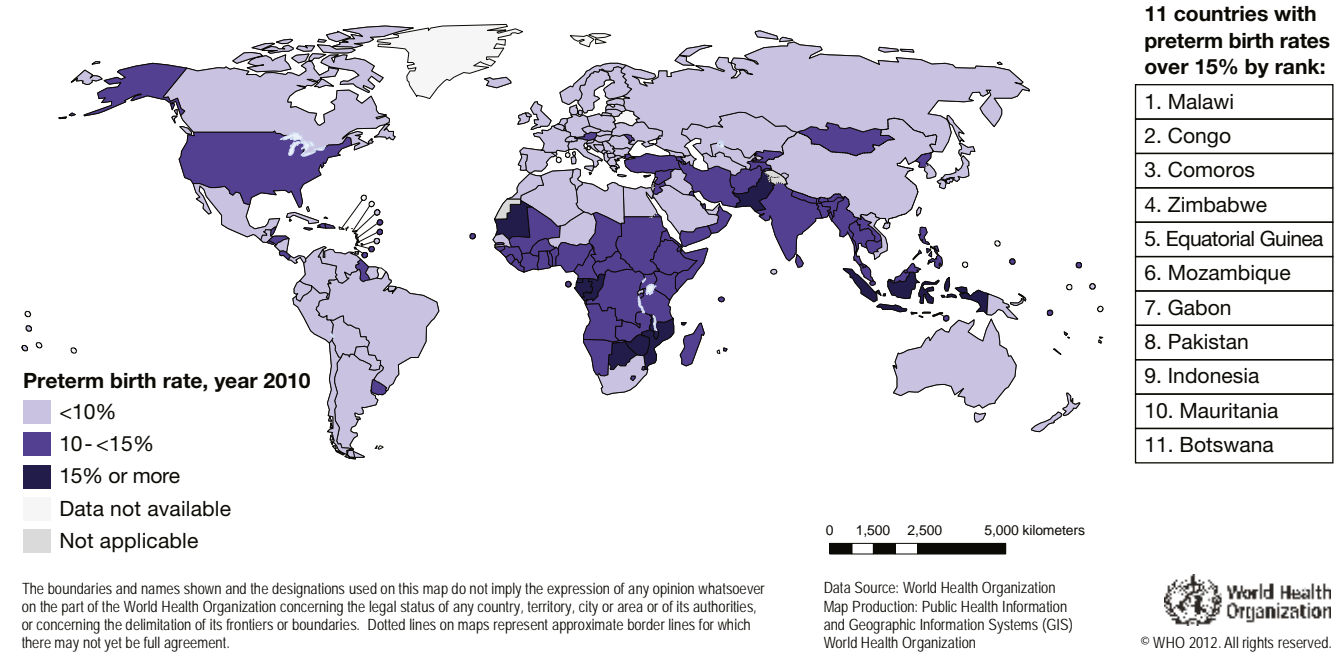 11 countries with
preterm birth rates
over 15% by rank:
1. Malawi
2. Congo
3. Comoros
4. Zimbabwe
5. Equatorial Guinea
6. Mozambique
7. Gabon
8. Pakistan
9. Indonesia
10. Mauritania
11. Botswana
Preterm birth rate, year 2010
<10%
10-<15%
15% or more
Data not available
Not applicable
0 1,500 2,500 5,000 kilometers
The boundaries and names shown and the designations used on this map do not imply the expression of any opinion whatsoever
on the part of the World Health Organization concerning the legal status of any country, territory, city or area or of its authorities,
or concerning the delimitation of its frontiers or boundaries. Dotted lines on maps represent approximate border lines for which
there may not yet be full agreement.
Data Source: World Health Organization
Map Production: Public Health Information
and Geographic Information Systems (GIS)
World Health Organization
World Health
Organization
© WHO 2012. All rights reserved.